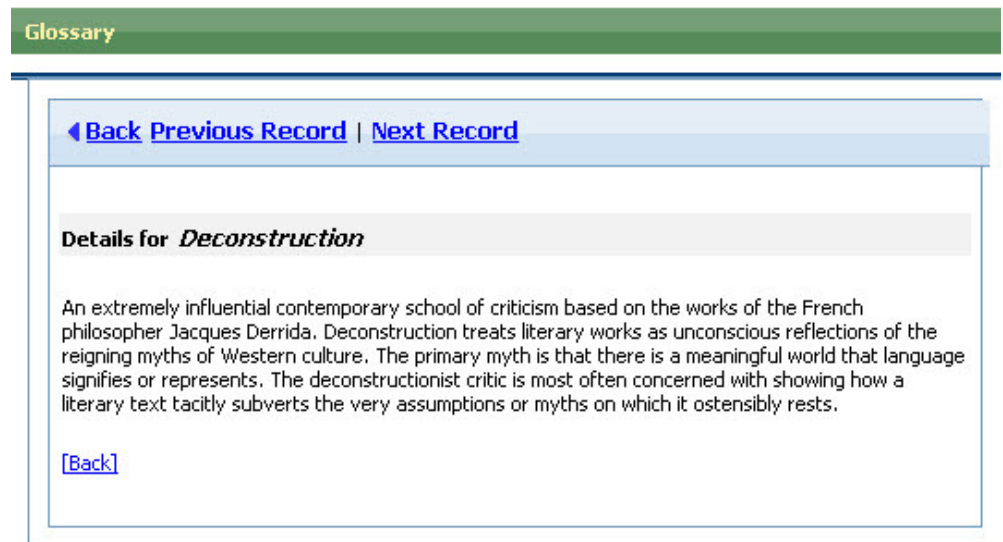 Glossary
Back Previous Record | Next Record
Details for Deconstruction
An extremely influential contemporary school of criticism based on the works of the French
philosopher Jacques Derrida. Deconstruction treats literary works as unconscious reflections of the
reigning myths of Western culture. The primary myth is that there is a meaningful world that language
signifies or represents. The deconstructionist critic is most often concerned with showing how a
literary text tacitly subverts the very assumptions or myths on which it ostensibly rests.
[Back]